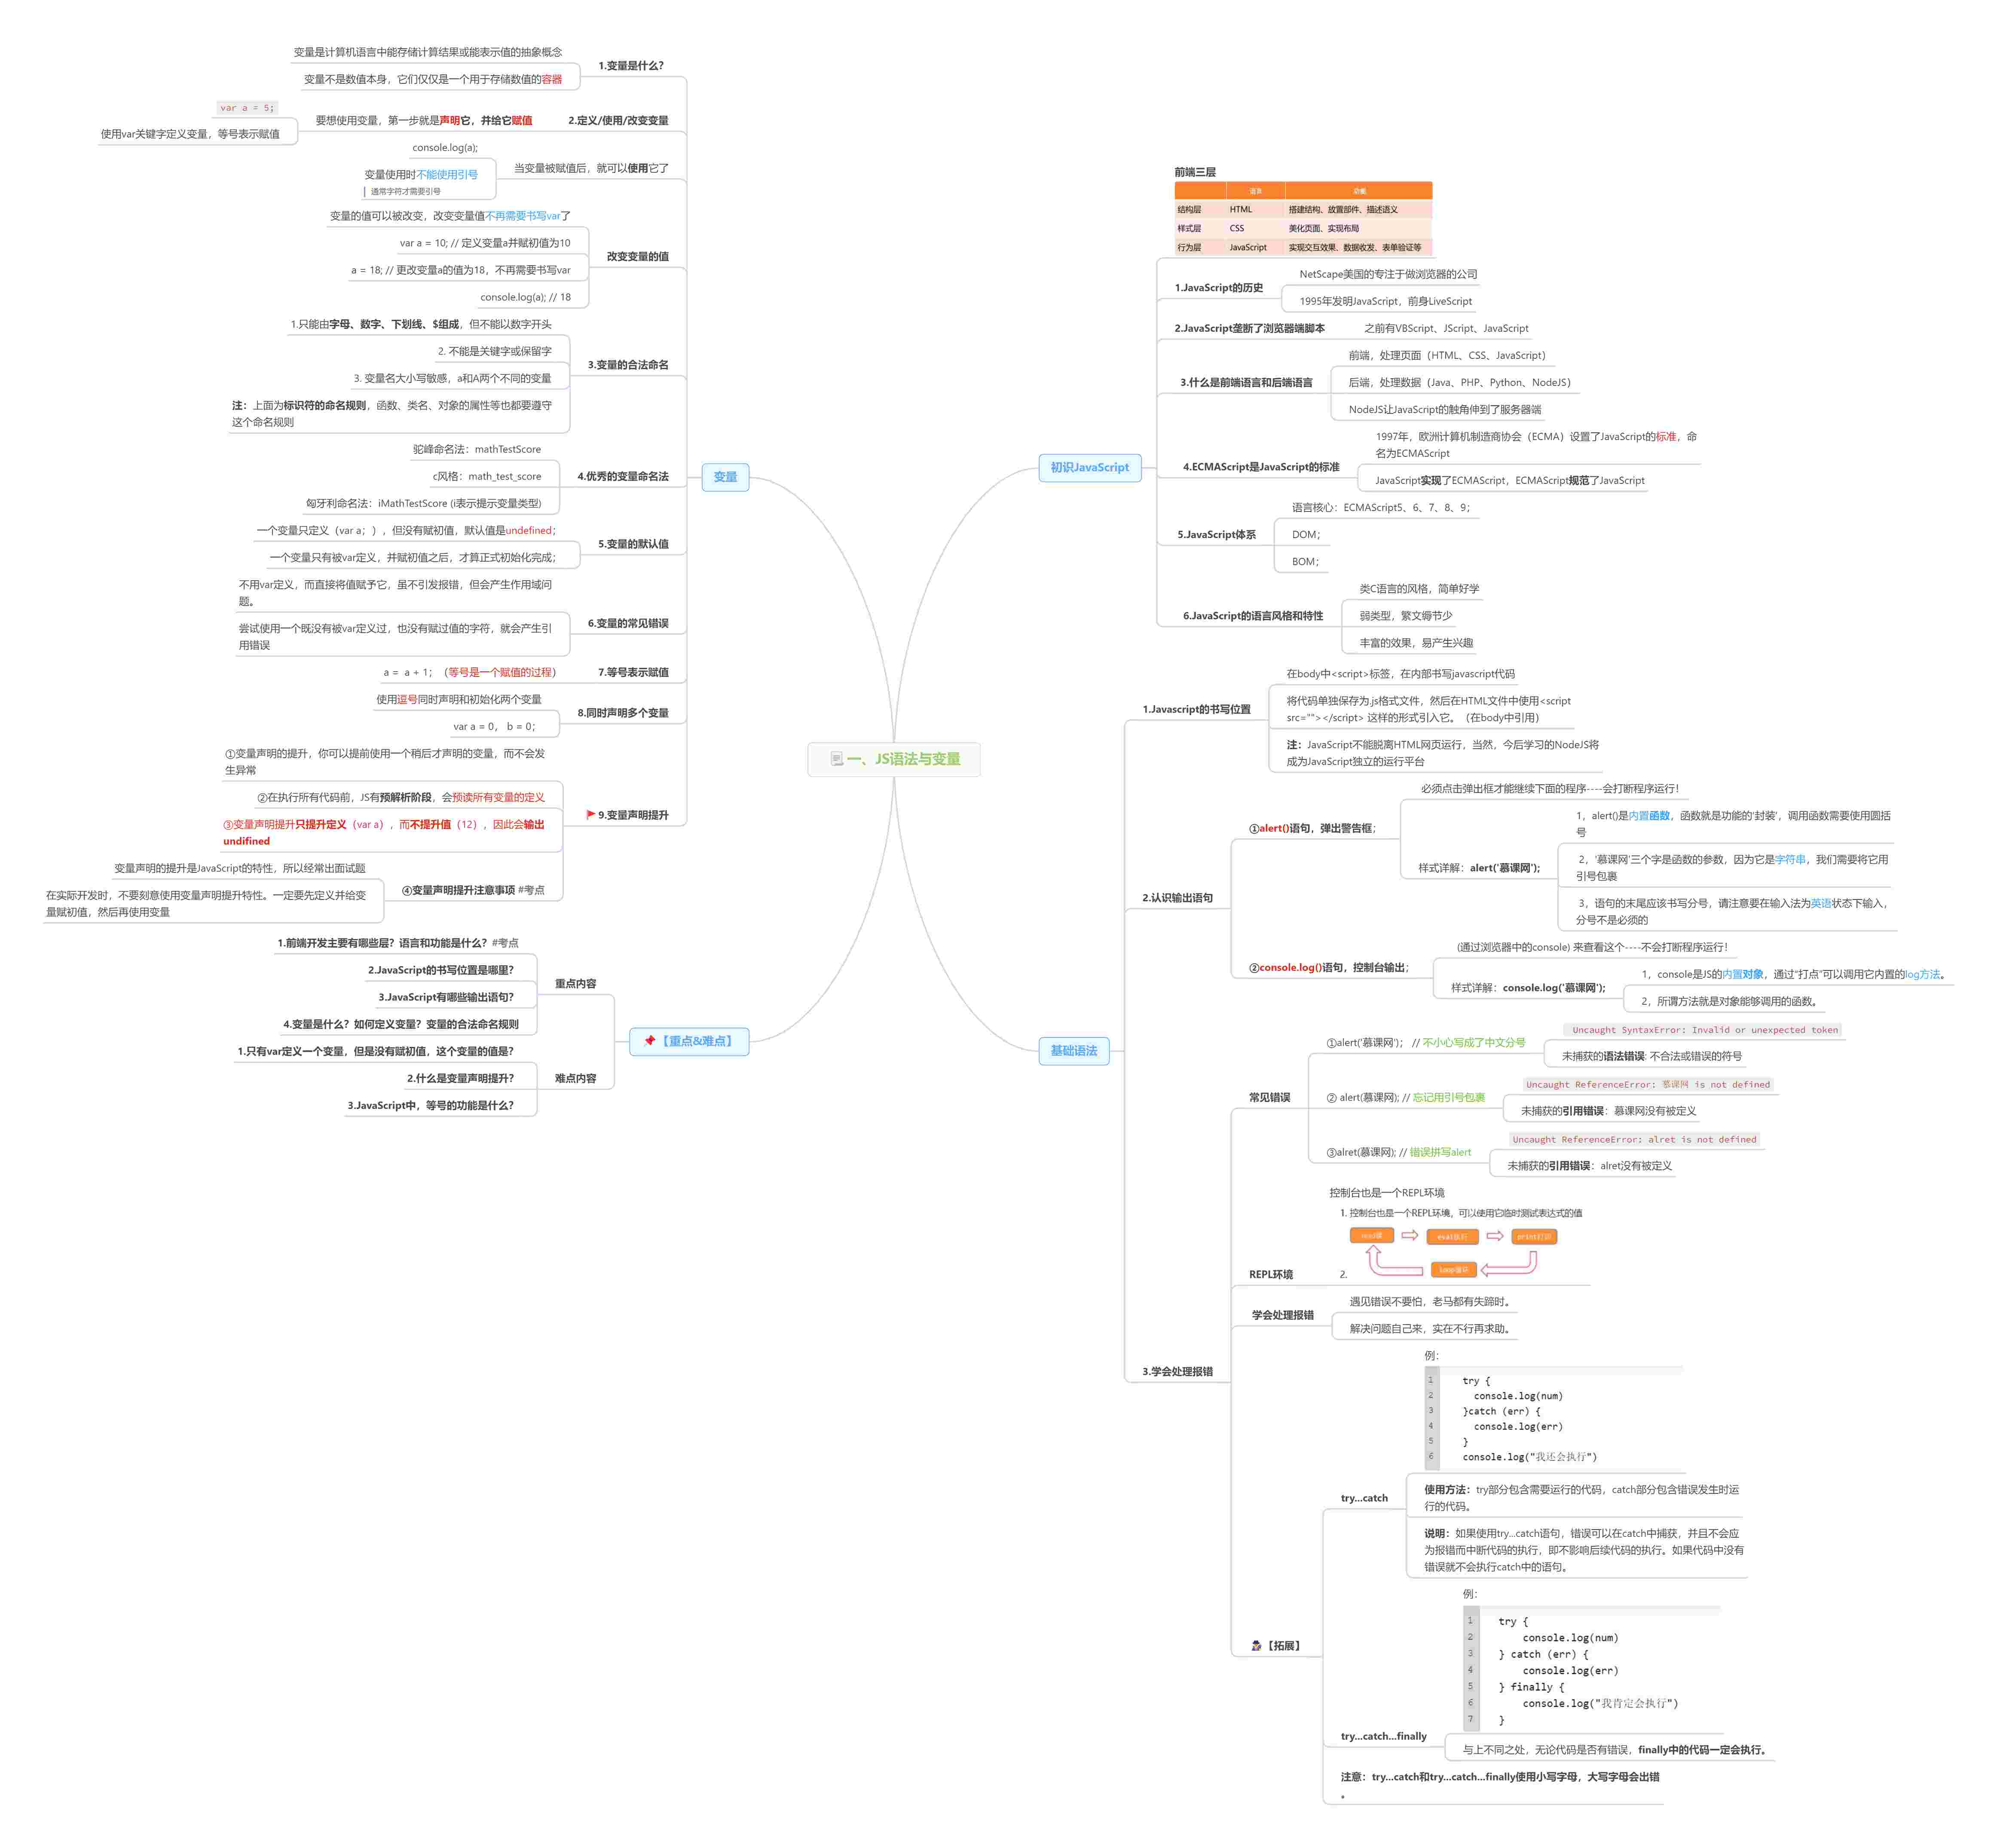 一、JS语法与变量
初识JavaScript
前端三层
语言 功能
结构层 HTML 搭建结构、放置部件、描述语义
样式层 CSS 美化页面、实现布局
行为层 JavaScript 实现交互效果、数据收发、表单验证等
1.JavaScript的历史
NetScape美国的专注于做浏览器的公司
1995年发明JavaScript，前身LiveScript
2.JavaScript垄断了浏览器端脚本
之前有VBScript、JScript、JavaScript
3.什么是前端语言和后端语言
前端，处理页面（HTML、CSS、JavaScript）
后端，处理数据（Java、PHP、Python、NodeJS）
NodeJS让JavaScript的触角伸到了服务器端
4.ECMAScript是JavaScript的标准
1997年，欧洲计算机制造商协会（ECMA）设置了JavaScript的标准，命
名为ECMAScript
JavaScript实现了ECMAScript，ECMAScript规范了JavaScript
5.JavaScript体系
语言核心：ECMAScript5、6、7、8、9；
DOM；
BOM；
6.JavaScript的语言风格和特性
类C语言的风格，简单好学
弱类型，繁文缛节少
丰富的效果，易产生兴趣
基础语法
1.Javascript的书写位置
在body中<script>标签，在内部书写javascript代码
将代码单独保存为.js格式文件，然后在HTML文件中使用<script
src=""></script> 这样的形式引入它。（在body中引用）
注：JavaScript不能脱离HTML网页运行，当然，今后学习的NodeJS将
成为JavaScript独立的运行平台
2.认识输出语句
①alert()语句，弹出警告框；
必须点击弹出框才能继续下面的程序----会打断程序运行！
样式详解：alert('慕课网');
1，alert()是内置函数，函数就是功能的'封装'，调用函数需要使用圆括
号
2，'慕课网'三个字是函数的参数，因为它是字符串，我们需要将它用
引号包裹
3，语句的末尾应该书写分号，请注意要在输入法为英语状态下输入，
分号不是必须的
②console.log()语句，控制台输出；
(通过浏览器中的console) 来查看这个----不会打断程序运行！
样式详解：console.log('慕课网');
1，console是JS的内置对象，通过“打点”可以调用它内置的log方法。
2，所谓方法就是对象能够调用的函数。
3.学会处理报错
常见错误
①alert('慕课网')； // 不小心写成了中文分号
Uncaught SyntaxError: Invalid or unexpected token
未捕获的语法错误: 不合法或错误的符号
② alert(慕课网); // 忘记用引号包裹
Uncaught ReferenceError: 慕课网 is not defined
未捕获的引用错误：慕课网没有被定义
③alret(慕课网); // 错误拼写alert
Uncaught ReferenceError: alret is not defined
未捕获的引用错误：alret没有被定义
REPL环境
控制台也是一个REPL环境
1. 控制台也是一个REPL环境，可以使用它临时测试表达式的值
2.
read读
eval执行
print打印
loop循环
学会处理报错
遇见错误不要怕，老马都有失蹄时。
解决问题自己来，实在不行再求助。
【拓展】
try...catch
例：
1 try {
2 console.log(num)
3 }catch (err) {
4 console.log(err)
5 }
6 console.log("我还会执行")
使用方法：try部分包含需要运行的代码，catch部分包含错误发生时运
行的代码。
说明：如果使用try...catch语句，错误可以在catch中捕获，并且不会应
为报错而中断代码的执行，即不影响后续代码的执行。如果代码中没有
错误就不会执行catch中的语句。
try...catch...finally
例：
1 try {
2 console.log(num)
3 } catch (err) {
4 console.log(err)
5 } finally {
6 console.log("我肯定会执行")
7 }
与上不同之处，无论代码是否有错误，finally中的代码一定会执行。
注意：try...catch和try...catch...finally使用小写字母，大写字母会出错
。
变量
1.变量是什么？
变量是计算机语言中能存储计算结果或能表示值的抽象概念
变量不是数值本身，它们仅仅是一个用于存储数值的容器
2.定义/使用/改变变量
要想使用变量，第一步就是声明它，并给它赋值
var a = 5;
使用var关键字定义变量，等号表示赋值
当变量被赋值后，就可以使用它了
console.log(a);
变量使用时不能使用引号
通常字符才需要引号
改变变量的值
变量的值可以被改变，改变变量值不再需要书写var了
var a = 10; // 定义变量a并赋初值为10
a = 18; // 更改变量a的值为18，不再需要书写var
console.log(a); // 18
3.变量的合法命名
1.只能由字母、数字、下划线、$组成，但不能以数字开头
2. 不能是关键字或保留字
3. 变量名大小写敏感，a和A两个不同的变量
注：上面为标识符的命名规则，函数、类名、对象的属性等也都要遵守
这个命名规则
4.优秀的变量命名法
驼峰命名法：mathTestScore
c风格：math_test_score
匈牙利命名法：iMathTestScore (i表示提示变量类型)
5.变量的默认值
一个变量只定义（var a；），但没有赋初值，默认值是undefined；
一个变量只有被var定义，并赋初值之后，才算正式初始化完成；
6.变量的常见错误
不用var定义，而直接将值赋予它，虽不引发报错，但会产生作用域问
题。
尝试使用一个既没有被var定义过，也没有赋过值的字符，就会产生引
用错误
7.等号表示赋值
a = a + 1；（等号是一个赋值的过程）
8.同时声明多个变量
使用逗号同时声明和初始化两个变量
var a = 0， b = 0；
9.变量声明提升
①变量声明的提升，你可以提前使用一个稍后才声明的变量，而不会发
生异常
②在执行所有代码前，JS有预解析阶段，会预读所有变量的定义
③变量声明提升只提升定义（var a），而不提升值（12），因此会输出
undifined
④变量声明提升注意事项 #考点
变量声明的提升是JavaScript的特性，所以经常出面试题
在实际开发时，不要刻意使用变量声明提升特性。一定要先定义并给变
量赋初值，然后再使用变量
【重点&难点】
重点内容
1.前端开发主要有哪些层？语言和功能是什么？#考点
2.JavaScript的书写位置是哪里？
3.JavaScript有哪些输出语句？
4.变量是什么？如何定义变量？变量的合法命名规则
难点内容
1.只有var定义一个变量，但是没有赋初值，这个变量的值是？
2.什么是变量声明提升？
3.JavaScript中，等号的功能是什么？